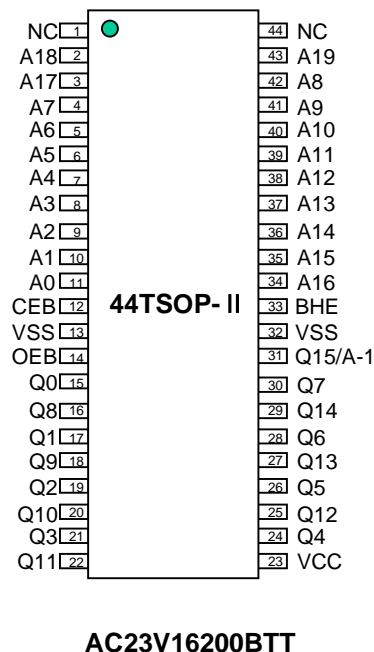 NC 1 44 NC
A18 2 43 A19
A17 3 42 A8
A7 4 41 A9
A6 5 40 A10
A5 6 39 A11
A4 7 38 A12
A3 8 37 A13
A2 9 36 A14
A1 10 35 A15
A0 11 34 A16
CEB 12 44TSOP-II 33 BHE
VSS 13 32 VSS
OEB 14 31 Q15/A-1
Q0 15 30 Q7
Q8 16 29 Q14
Q1 17 28 Q6
Q9 18 27 Q13
Q2 19 26 Q5
Q10 20 25 Q12
Q3 21 24 Q4
Q11 22 23 VCC
AC23V16200BTT